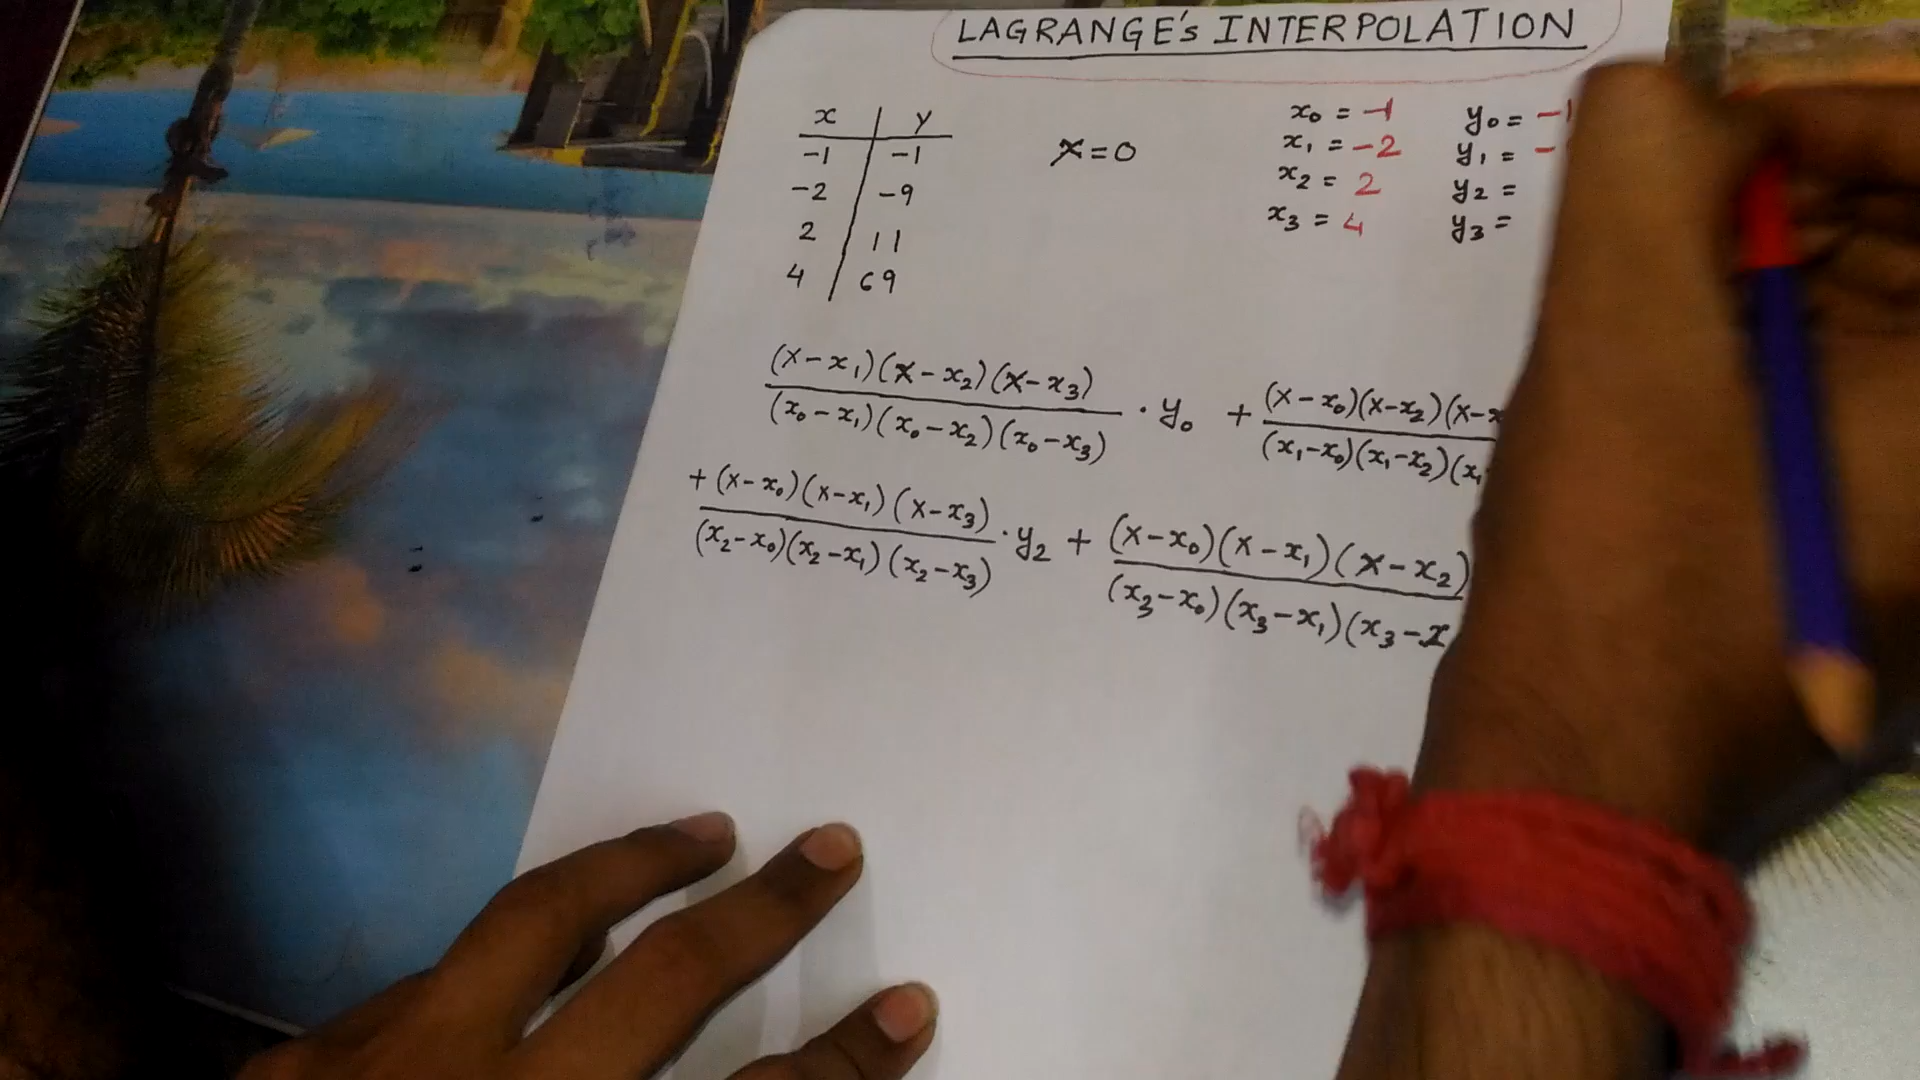 LAGRANGE's INTERPOLATION
x | y
-1 | -1
-2 | -9
2 | 11
4 | 69
x=0
x₀ = -1
x₁ = -2
x₂ = 2
x₃ = 4
y₀ = -1
y₁ = -
y₂ =
y₃ =
(x-x₁)(x-x₂)(x-x₃)
(x₀-x₁)(x₀-x₂)(x₀-x₃)
· y₀ +
(x-x₀)(x-x₂)(x-x
(x₁-x₀)(x₁-x₂)(x₁
+ (x-x₀)(x-x₁)(x-x₃)
(x₂-x₀)(x₂-x₁)(x₂-x₃)
· y₂ +
(x-x₀)(x-x₁)(x-x₂)
(x₃-x₀)(x₃-x₁)(x₃-x